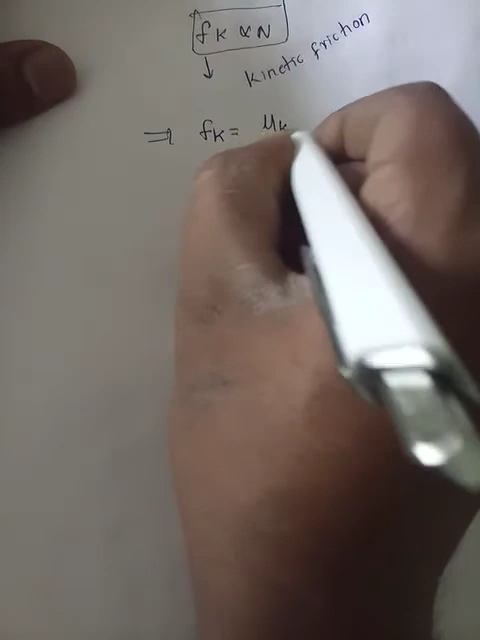 fK ∝ N
Kinetic friction
⇒ fK = μk